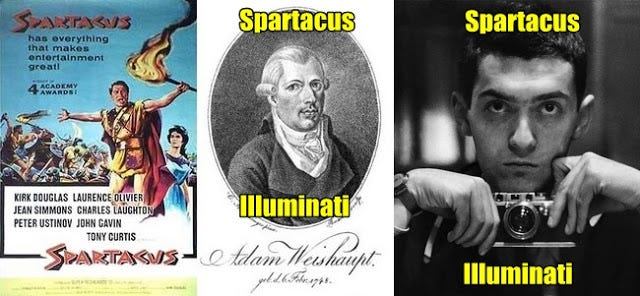 SPARTACUS
has everything
that makes
entertainment
great!
WINNER OF
4 ACADEMY
AWARDS!
KIRK DOUGLAS LAURENCE OLIVIER
JEAN SIMMONS CHARLES LAUGHTON
PETER USTINOV JOHN GAVIN
TONY CURTIS
SPARTACUS
Spartacus
Illuminati
Adam Weishaupt.
geb. d. 6. Febr. 1748.
Spartacus
Illuminati